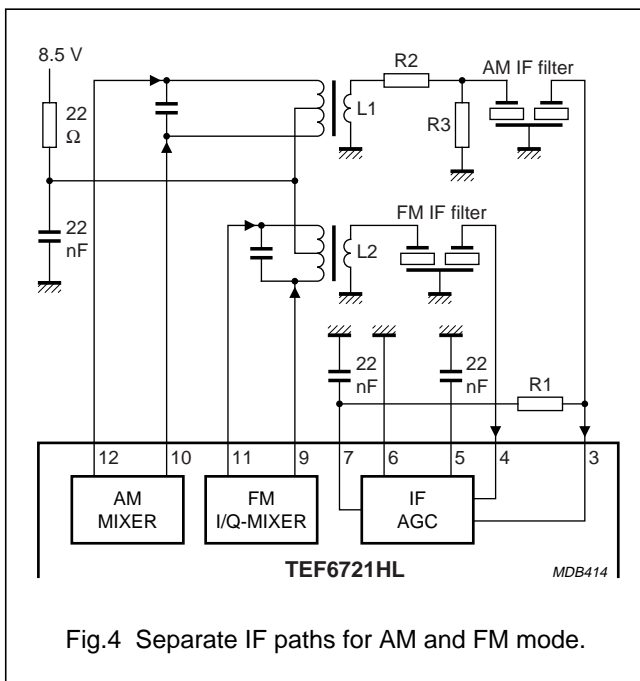 8.5 V
R2
AM IF filter
22
Ω
L1
R3
FM IF filter
22
nF
L2
22
nF
22
nF
R1
12 10 11 9 7 6 5 4 3
AM
MIXER
FM
I/Q-MIXER
IF
AGC
TEF6721HL
MDB414
Fig.4 Separate IF paths for AM and FM mode.